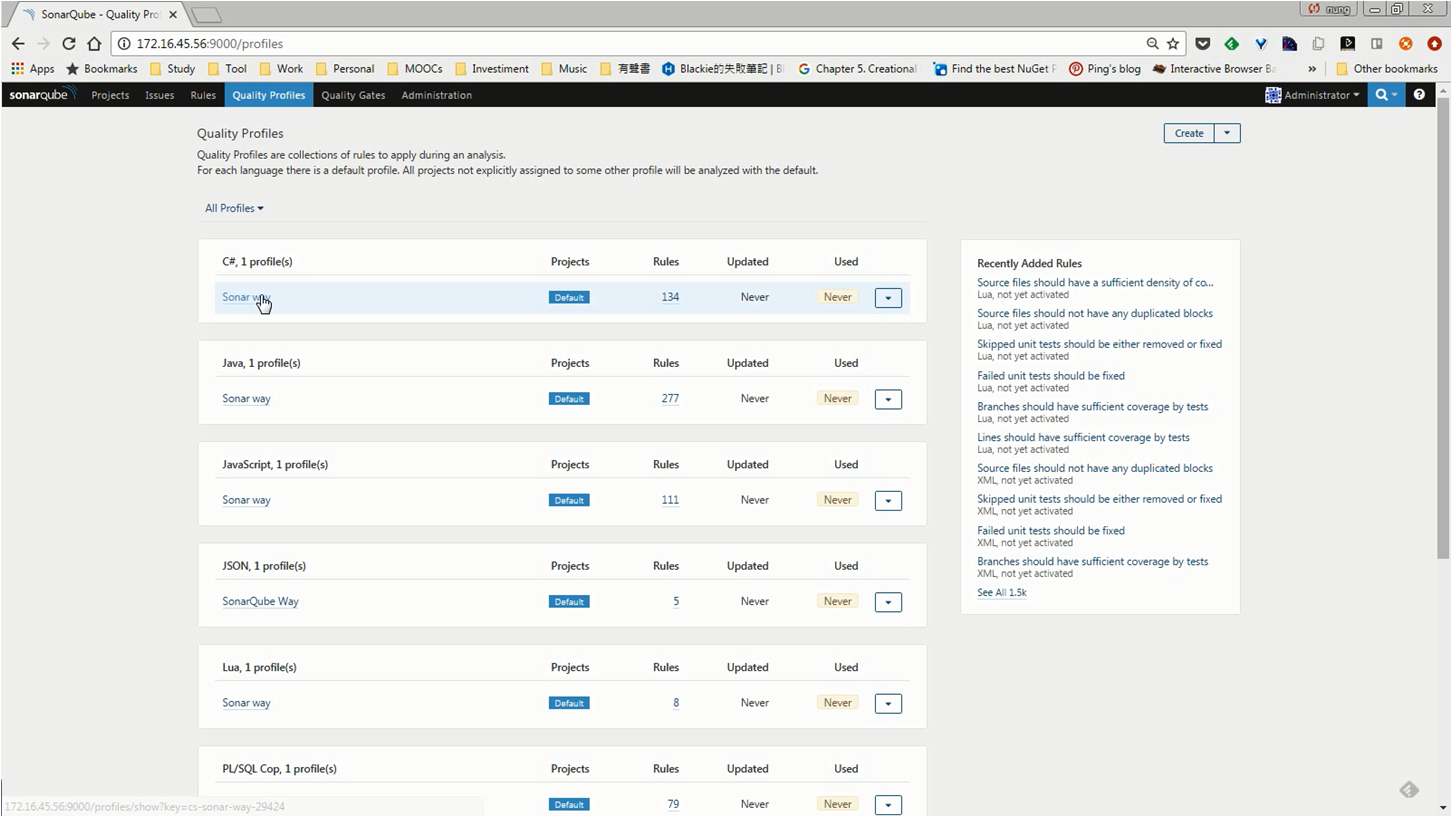 SonarQube - Quality Pro
nung
172.16.45.56:9000/profiles
Apps Bookmarks Study Tool Work Personal MOOCs Investiment Music 有聲書 Blackie的失敗筆記 | B Chapter 5. Creational Find the best NuGet P Ping's blog Interactive Browser Ba » Other bookmarks
sonarqube Projects Issues Rules Quality Profiles Quality Gates Administration Administrator
Quality Profiles
Create
Quality Profiles are collections of rules to apply during an analysis.
For each language there is a default profile. All projects not explicitly assigned to some other profile will be analyzed with the default.
All Profiles
C#, 1 profile(s) Projects Rules Updated Used
Sonar way Default 134 Never Never
Java, 1 profile(s) Projects Rules Updated Used
Sonar way Default 277 Never Never
JavaScript, 1 profile(s) Projects Rules Updated Used
Sonar way Default 111 Never Never
JSON, 1 profile(s) Projects Rules Updated Used
SonarQube Way Default 5 Never Never
Lua, 1 profile(s) Projects Rules Updated Used
Sonar way Default 8 Never Never
PL/SQL Cop, 1 profile(s) Projects Rules Updated Used
Default 79 Never Never
Recently Added Rules
Source files should have a sufficient density of co...
Lua, not yet activated
Source files should not have any duplicated blocks
Lua, not yet activated
Skipped unit tests should be either removed or fixed
Lua, not yet activated
Failed unit tests should be fixed
Lua, not yet activated
Branches should have sufficient coverage by tests
Lua, not yet activated
Lines should have sufficient coverage by tests
Lua, not yet activated
Source files should not have any duplicated blocks
XML, not yet activated
Skipped unit tests should be either removed or fixed
XML, not yet activated
Failed unit tests should be fixed
XML, not yet activated
Branches should have sufficient coverage by tests
XML, not yet activated
See All 1.5k
172.16.45.56:9000/profiles/show?key=cs-sonar-way-29424